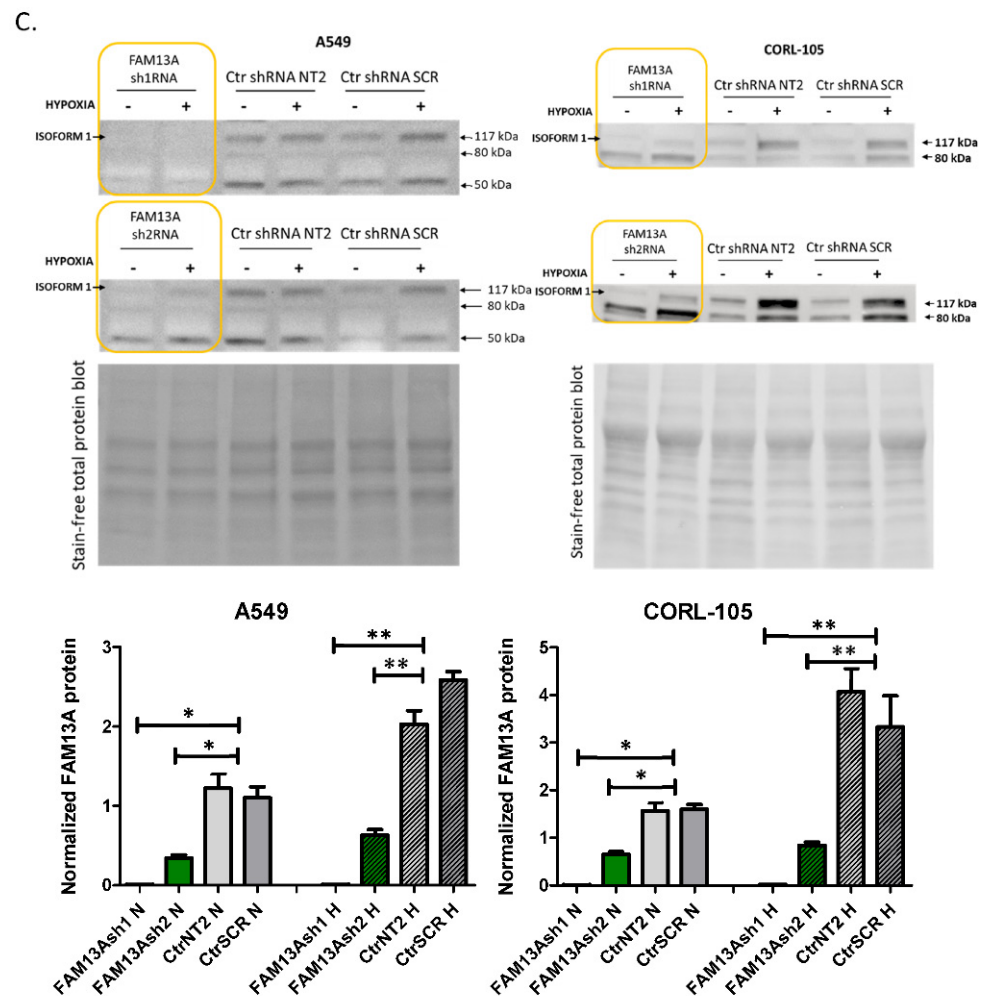 C.
A549
FAM13A
sh1RNA
Ctr shRNA NT2
Ctr shRNA SCR
HYPOXIA
- + - + - +
ISOFORM 1
117 kDa
80 kDa
50 kDa
FAM13A
sh2RNA
Ctr shRNA NT2
Ctr shRNA SCR
HYPOXIA
- + - + - +
ISOFORM 1
117 kDa
80 kDa
50 kDa
Stain-free total protein blot
CORL-105
FAM13A
sh1RNA
Ctr shRNA NT2
Ctr shRNA SCR
HYPOXIA
- + - + - +
ISOFORM 1
117 kDa
80 kDa
FAM13A
sh2RNA
Ctr shRNA NT2
Ctr shRNA SCR
HYPOXIA
- + - + - +
ISOFORM 1
117 kDa
80 kDa
Stain-free total protein blot
A549
Normalized FAM13A protein
3
2
1
0
*
*
**
**
FAM13Ash1 N
FAM13Ash2 N
CtrNT2 N
CtrSCR N
FAM13Ash1 H
FAM13Ash2 H
CtrNT2 H
CtrSCR H
CORL-105
Normalized FAM13A protein
5
4
3
2
1
0
*
*
**
**
FAM13Ash1 N
FAM13Ash2 N
CtrNT2 N
CtrSCR N
FAM13Ash1 H
FAM13Ash2 H
CtrNT2 H
CtrSCR H